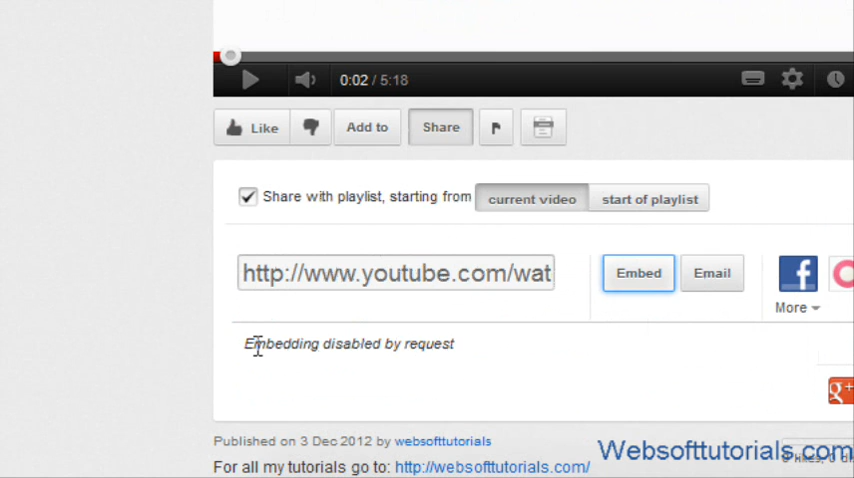 0:02 / 5:18
Like Add to Share
Share with playlist, starting from current video start of playlist
http://www.youtube.com/wat Embed Email
More
Embedding disabled by request
g+
Published on 3 Dec 2012 by websofttutorials
Websofttutorials.com
For all my tutorials go to: http://websofttutorials.com/